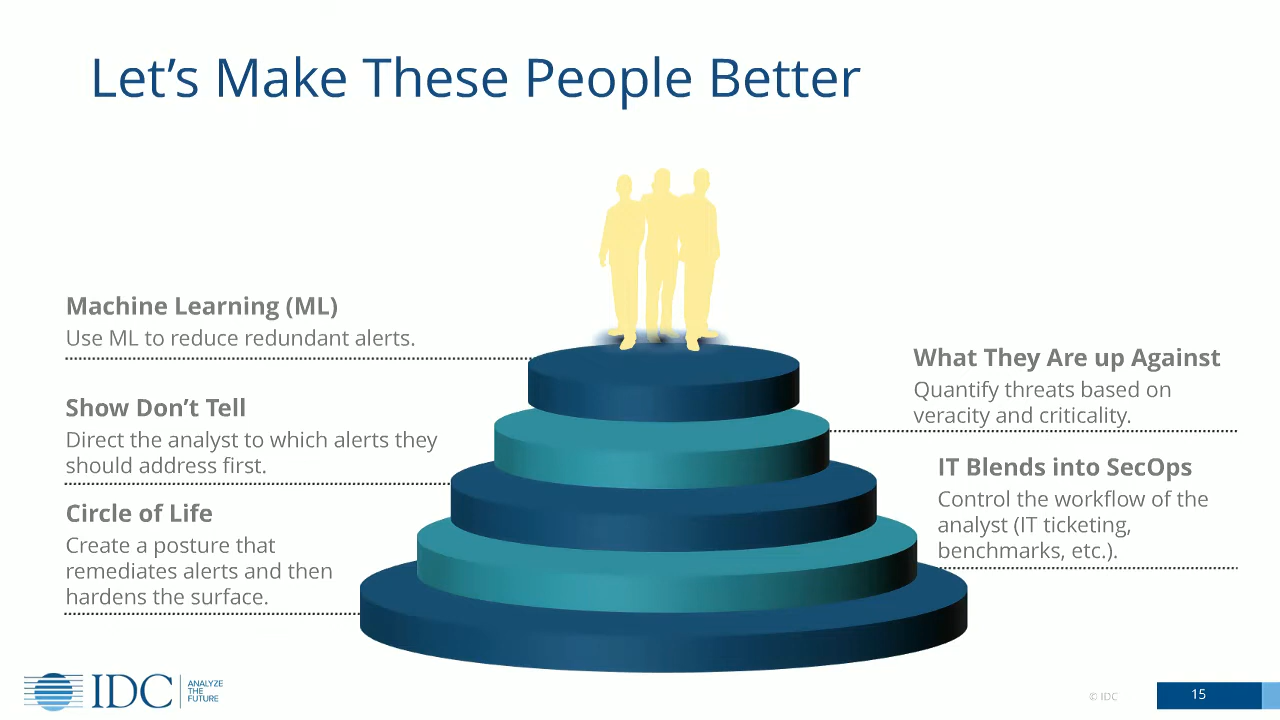 Let’s Make These People Better
Machine Learning (ML)
Use ML to reduce redundant alerts.
Show Don’t Tell
Direct the analyst to which alerts they
should address first.
Circle of Life
Create a posture that
remediates alerts and then
hardens the surface.
What They Are up Against
Quantify threats based on
veracity and criticality.
IT Blends into SecOps
Control the workflow of the
analyst (IT ticketing,
benchmarks, etc.).
IDC
ANALYZE
THE
FUTURE
© IDC
15